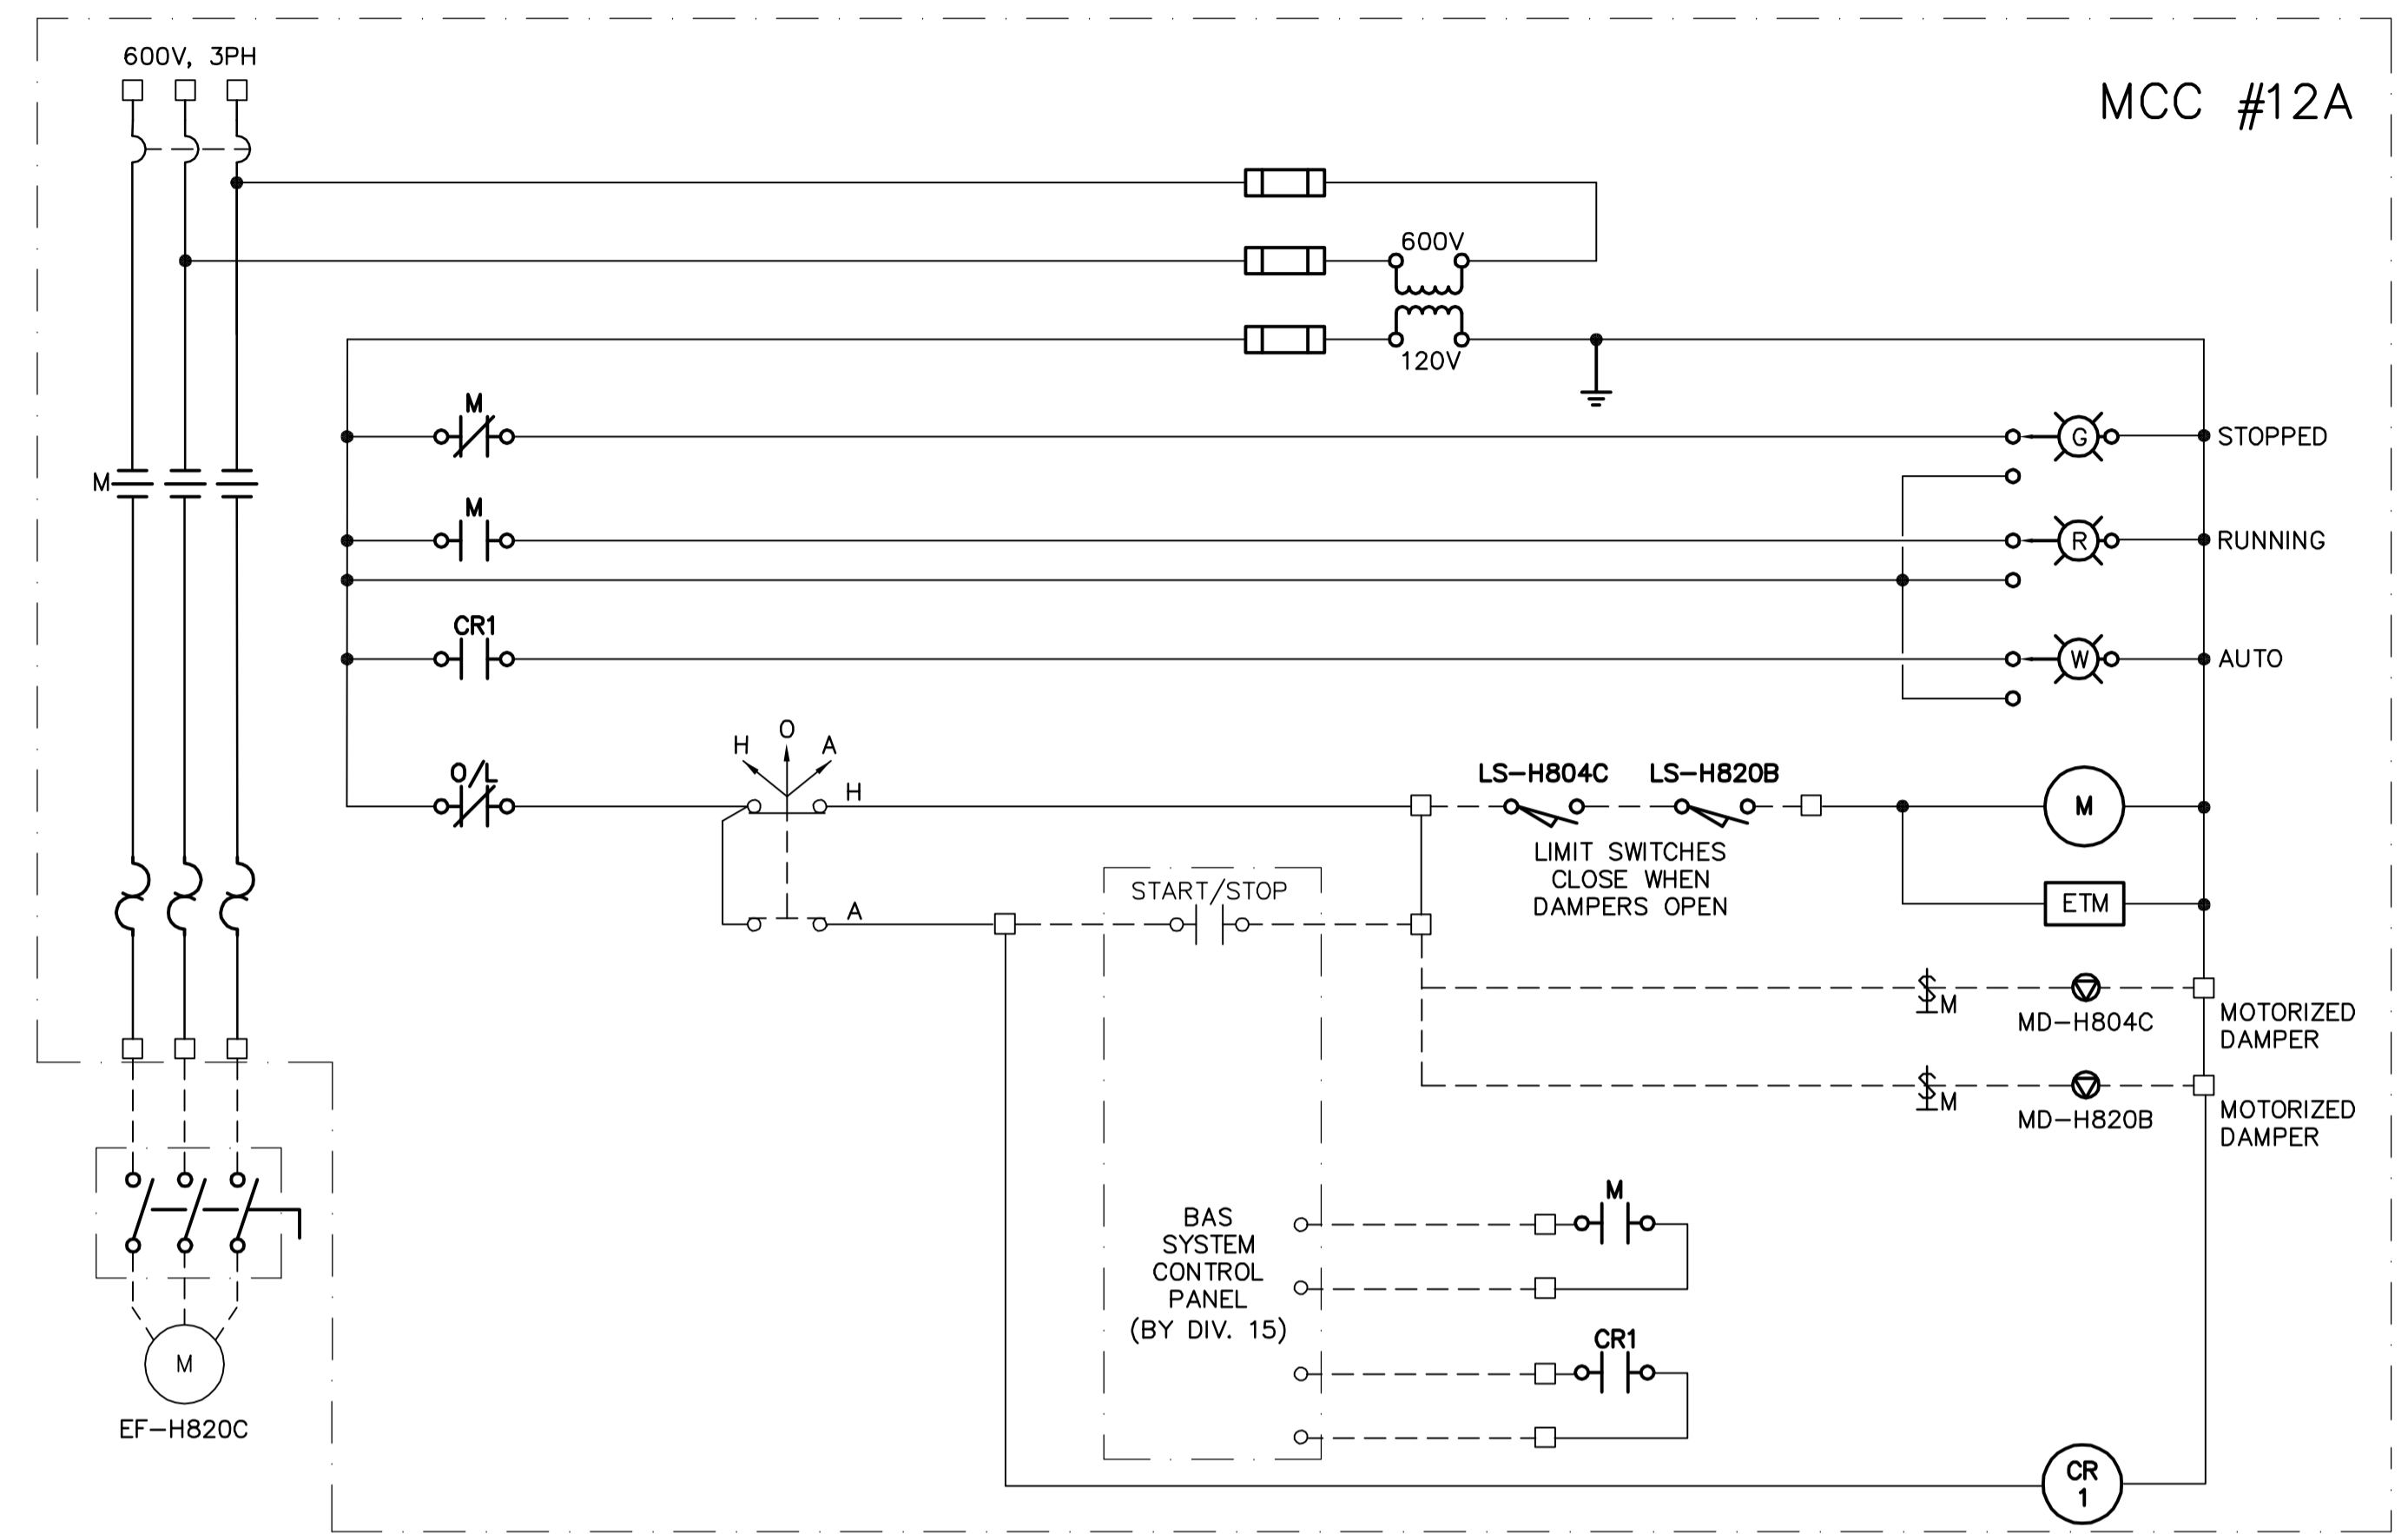 600V, 3PH
MCC #12A
600V
120V
M
G
STOPPED
M
M
R
RUNNING
CR1
W
AUTO
H
O
A
O/L
H
LS-H804C
LS-H820B
M
LIMIT SWITCHES
CLOSE WHEN
DAMPERS OPEN
START/STOP
A
ETM
M
MD-H804C
MOTORIZED
DAMPER
M
MD-H820B
MOTORIZED
DAMPER
BAS
SYSTEM
CONTROL
PANEL
(BY DIV. 15)
M
CR1
M
EF-H820C
CR
1